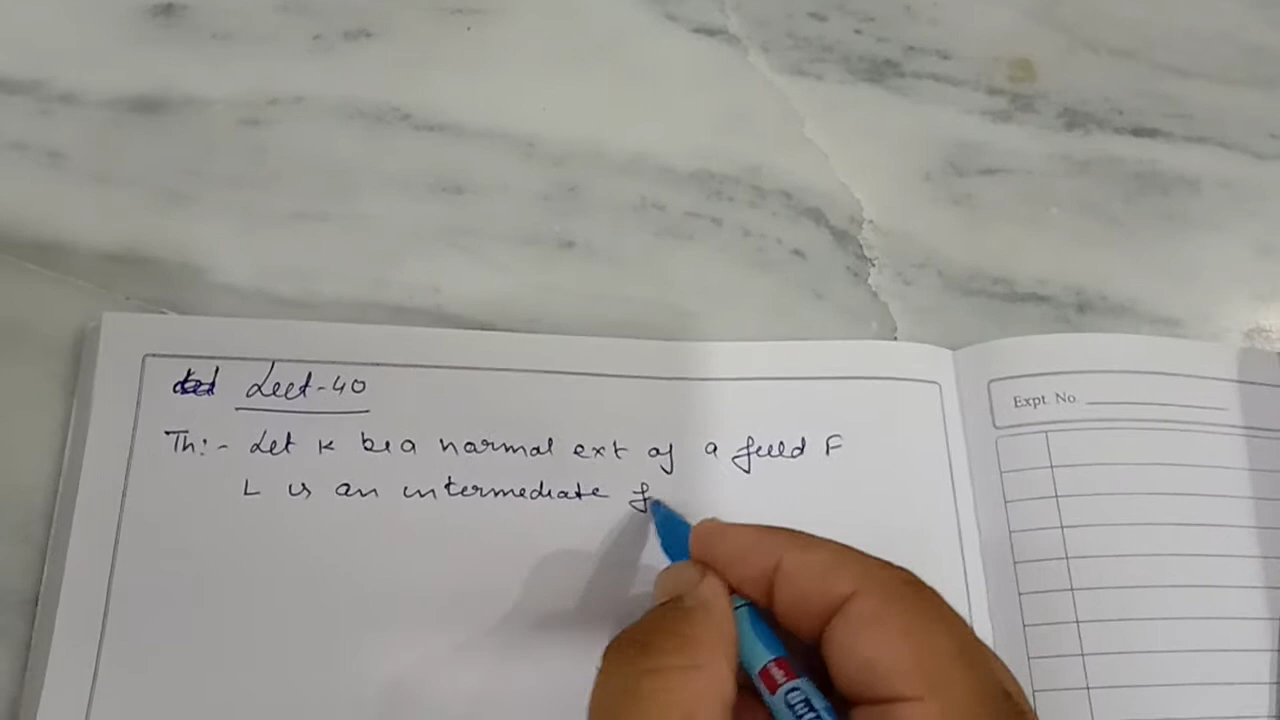 Lect-40
Th:- Let K be a normal ext of a field F
L is an intermediate f
Expt. No.